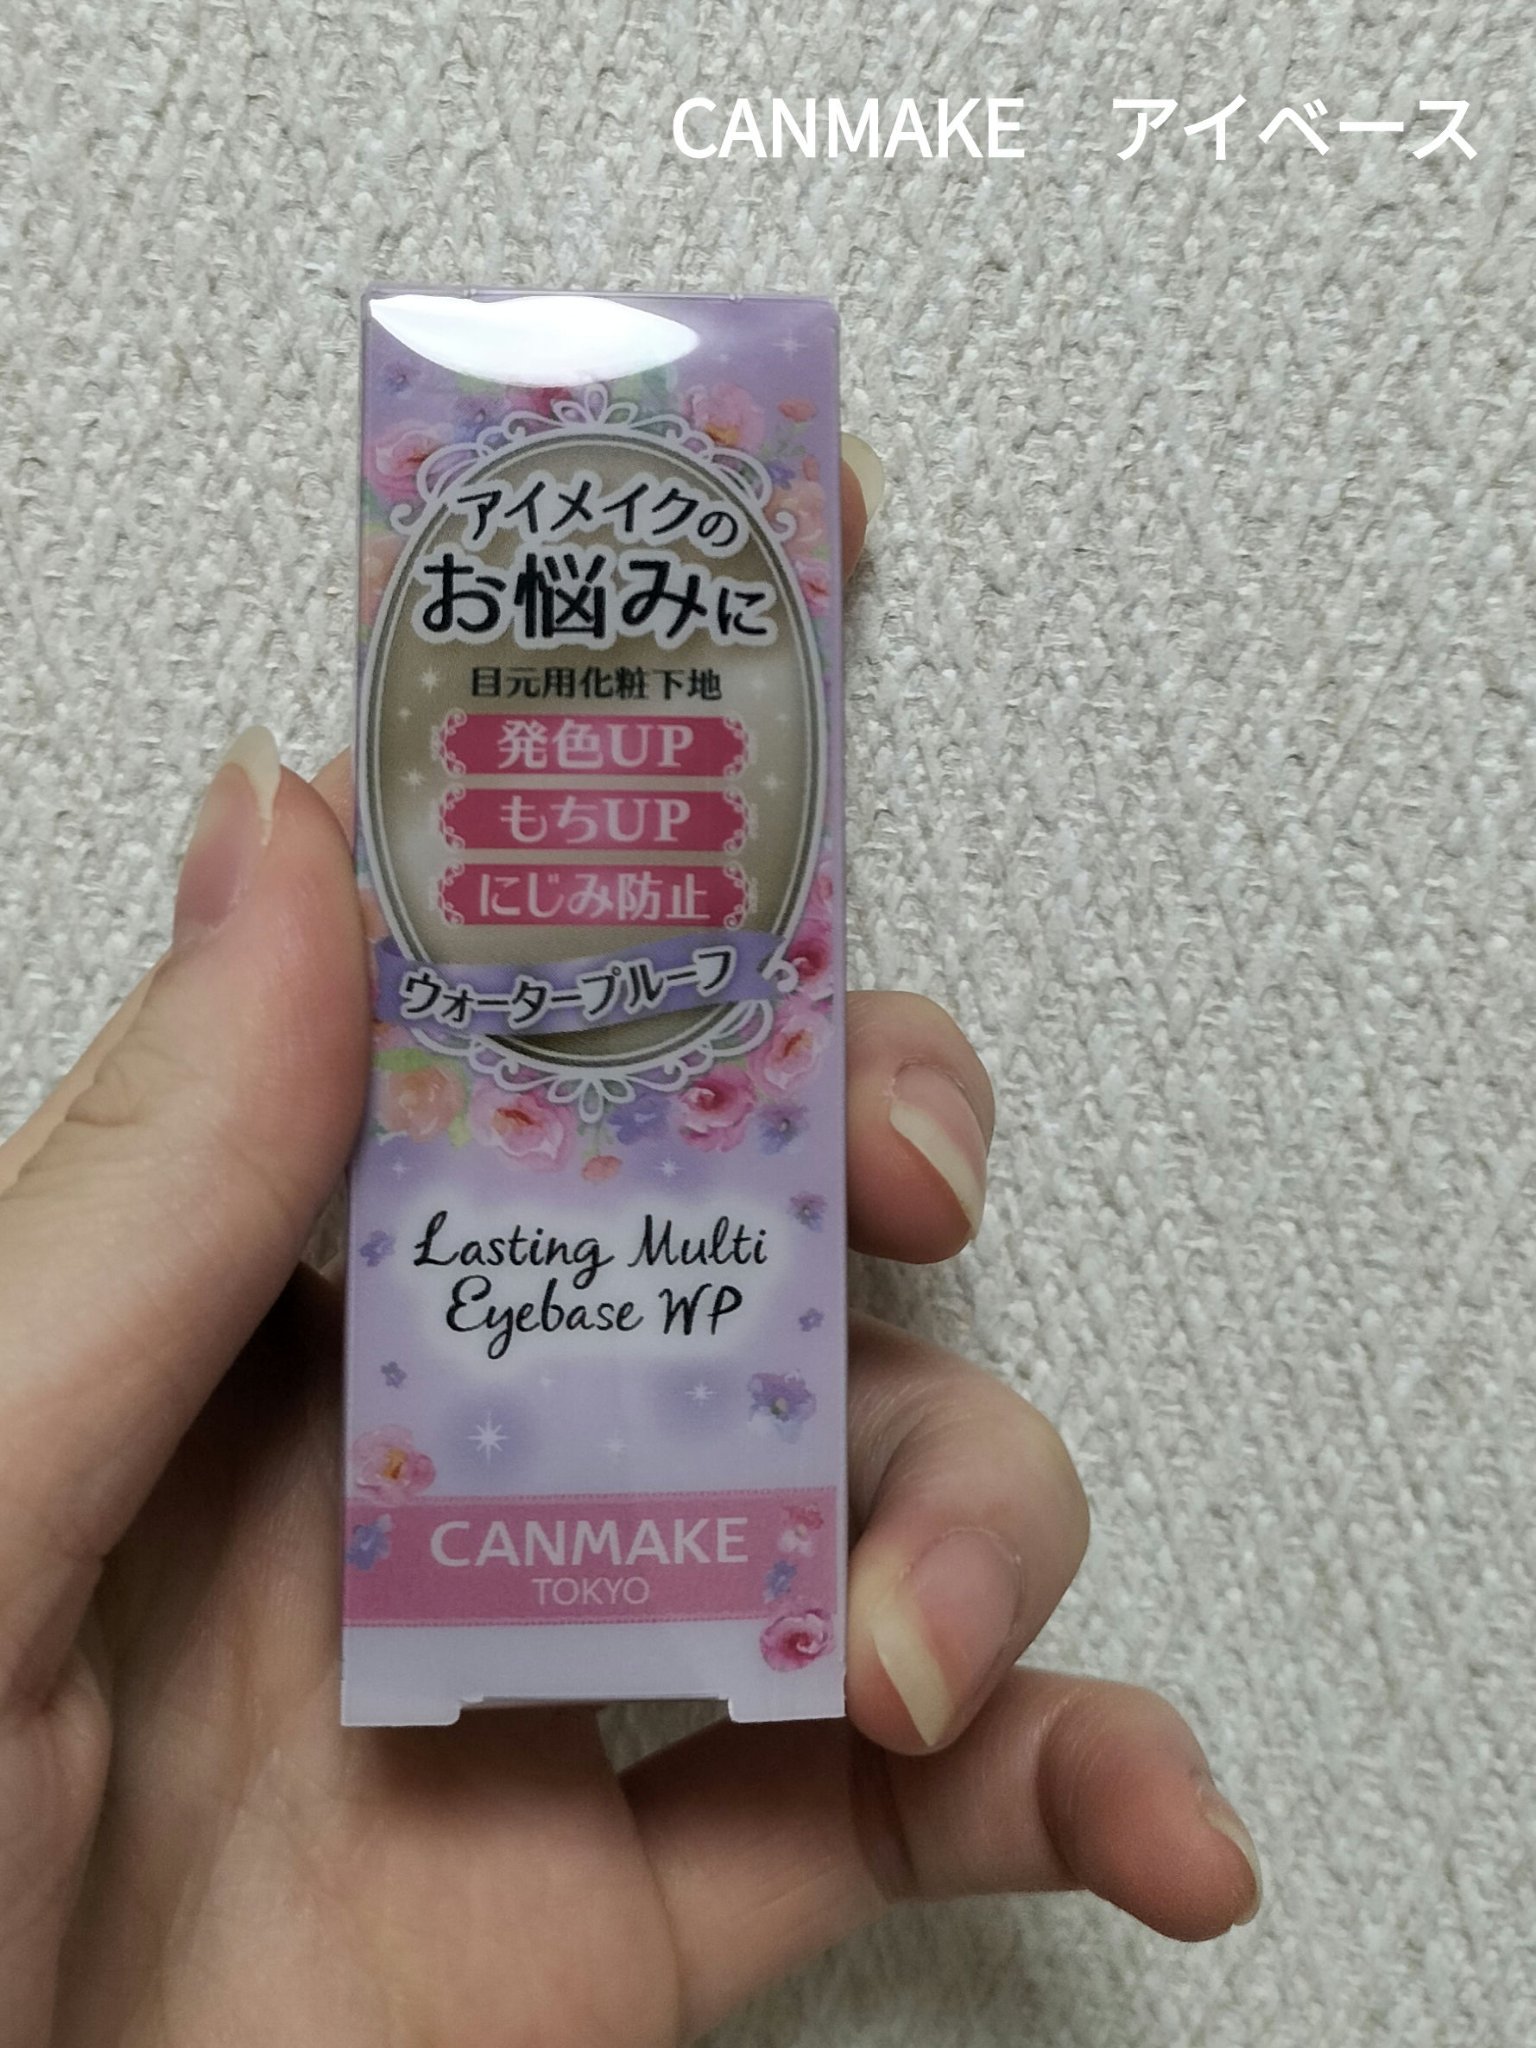 CANMAKE　アイベース
アイメイクの
お悩みに
目元用化粧下地
発色UP
もちUP
にじみ防止
ウォータープルーフ
Lasting Multi
Eyebase WP
CANMAKE
TOKYO